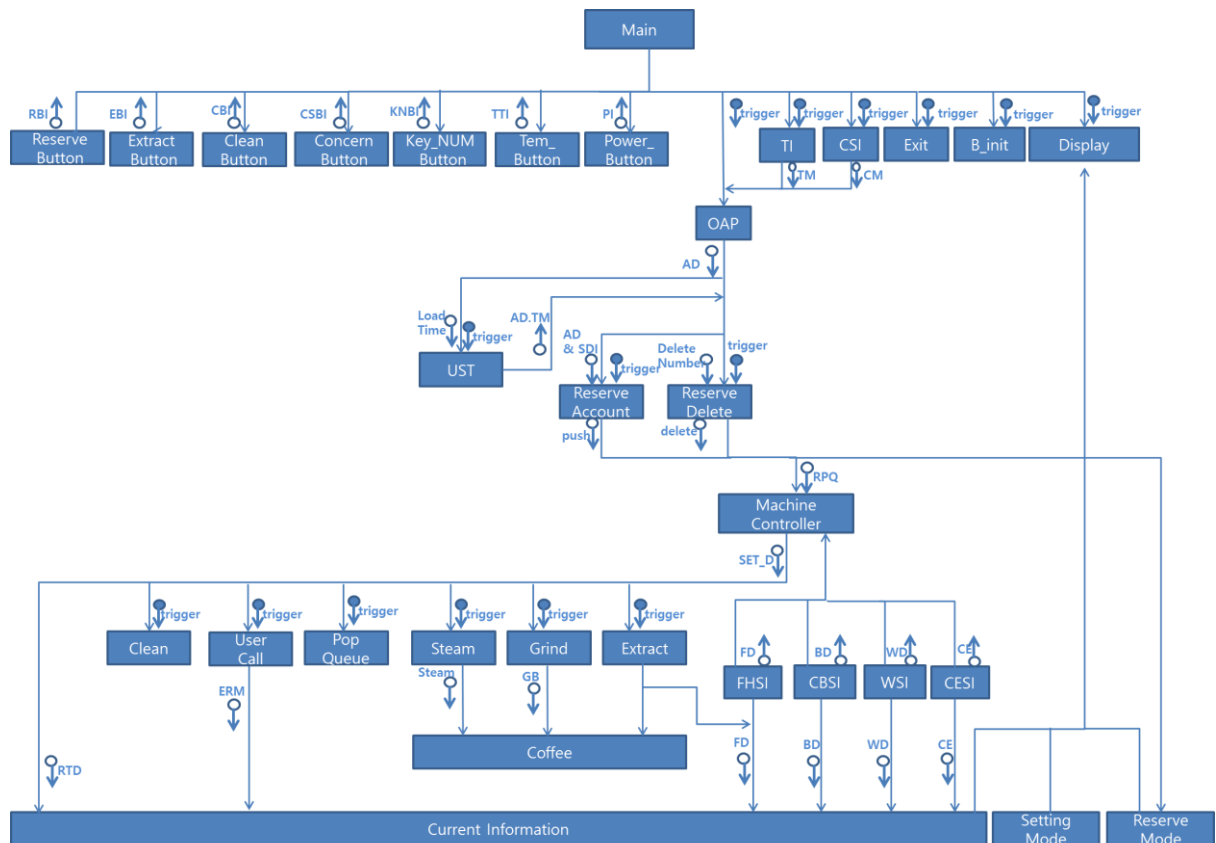 Main
RBI
EBI
CBI
CSBI
KNBI
TTI
PI
trigger
trigger
trigger
trigger
trigger
trigger
Reserve
Button
Extract
Button
Clean
Button
Concern
Button
Key_NUM
Button
Tem_
Button
Power_
Button
TI
CSI
Exit
B_init
Display
TM
CM
OAP
AD
Load
Time
trigger
AD.TM
AD
& SDI
trigger
Delete
Number
trigger
UST
Reserve
Account
Reserve
Delete
push
delete
RPQ
Machine
Controller
SET_D
trigger
trigger
trigger
trigger
trigger
trigger
Clean
User
Call
Pop
Queue
Steam
Grind
Extract
FD
BD
WD
CE
FHSI
CBSI
WSI
CESI
ERM
Steam
GB
Coffee
RTD
FD
BD
WD
CE
Current Information
Setting
Mode
Reserve
Mode